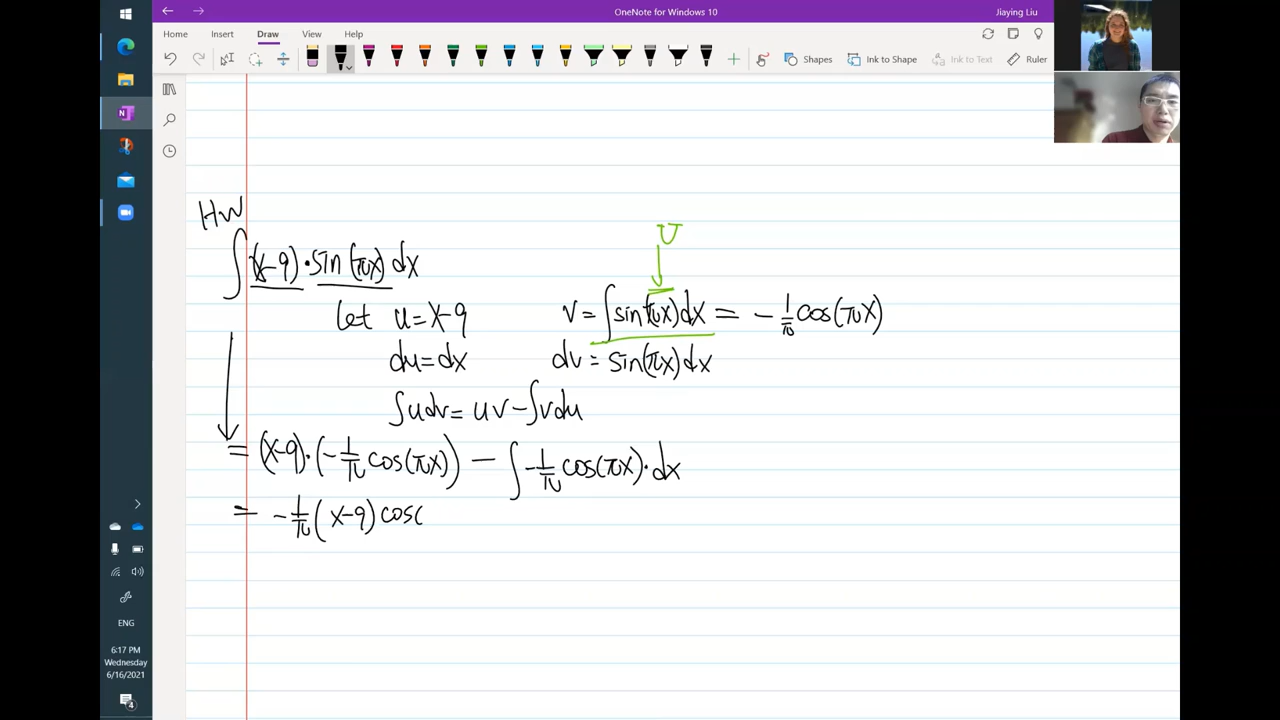 OneNote for Windows 10
Jiaying Liu
Home Insert Draw View Help
Shapes Ink to Shape Ink to Text Ruler
HW
∫(x-9)·sin(πx)dx
U
let u=x-9 v=∫sin(πx)dx = -1/π cos(πx)
du=dx dv=sin(πx)dx
∫udv=uv-∫vdu
=(x-9)·(-1/π cos(πx)) - ∫-1/π cos(πx)·dx
= -1/π(x-9)cos(
ENG
6:17 PM
Wednesday
6/16/2021
4